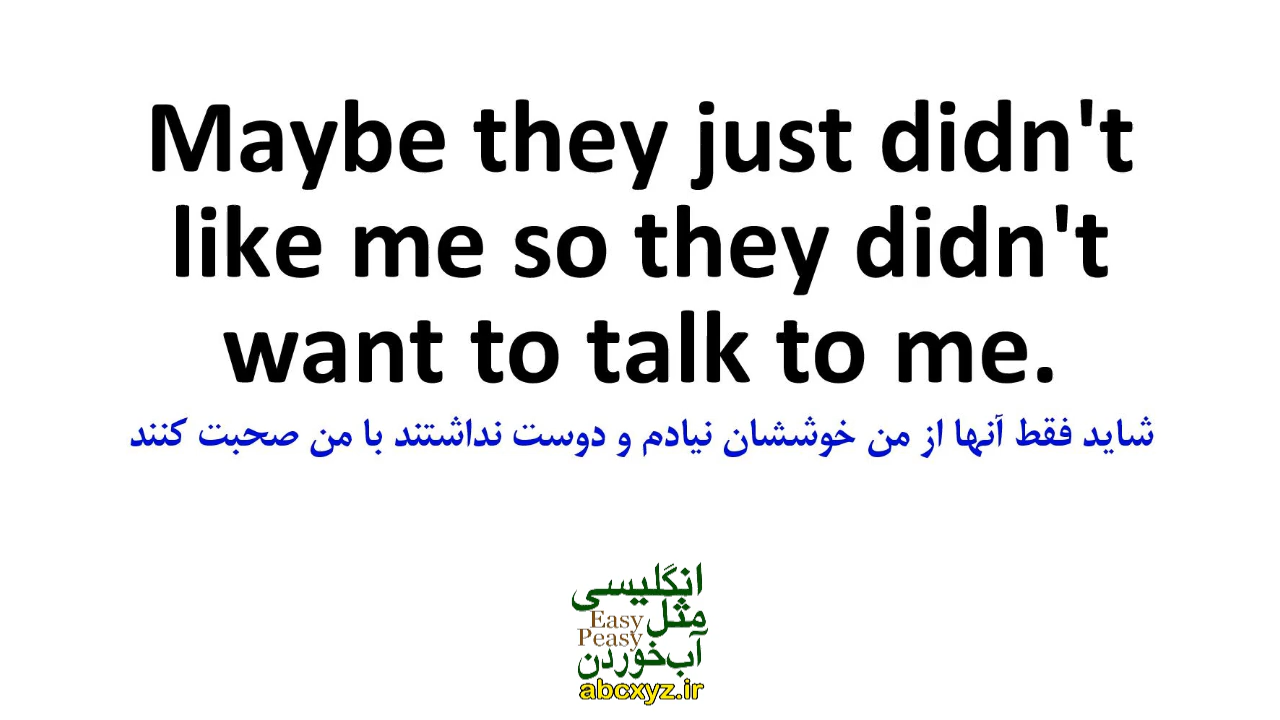 Maybe they just didn't
like me so they didn't
want to talk to me.
شاید فقط آنها از من خوششان نیادم و دوست نداشتند با من صحبت کنند
انگلیسی
مثل
Easy
Peasy
آب‌خوردن
abcxyz.ir